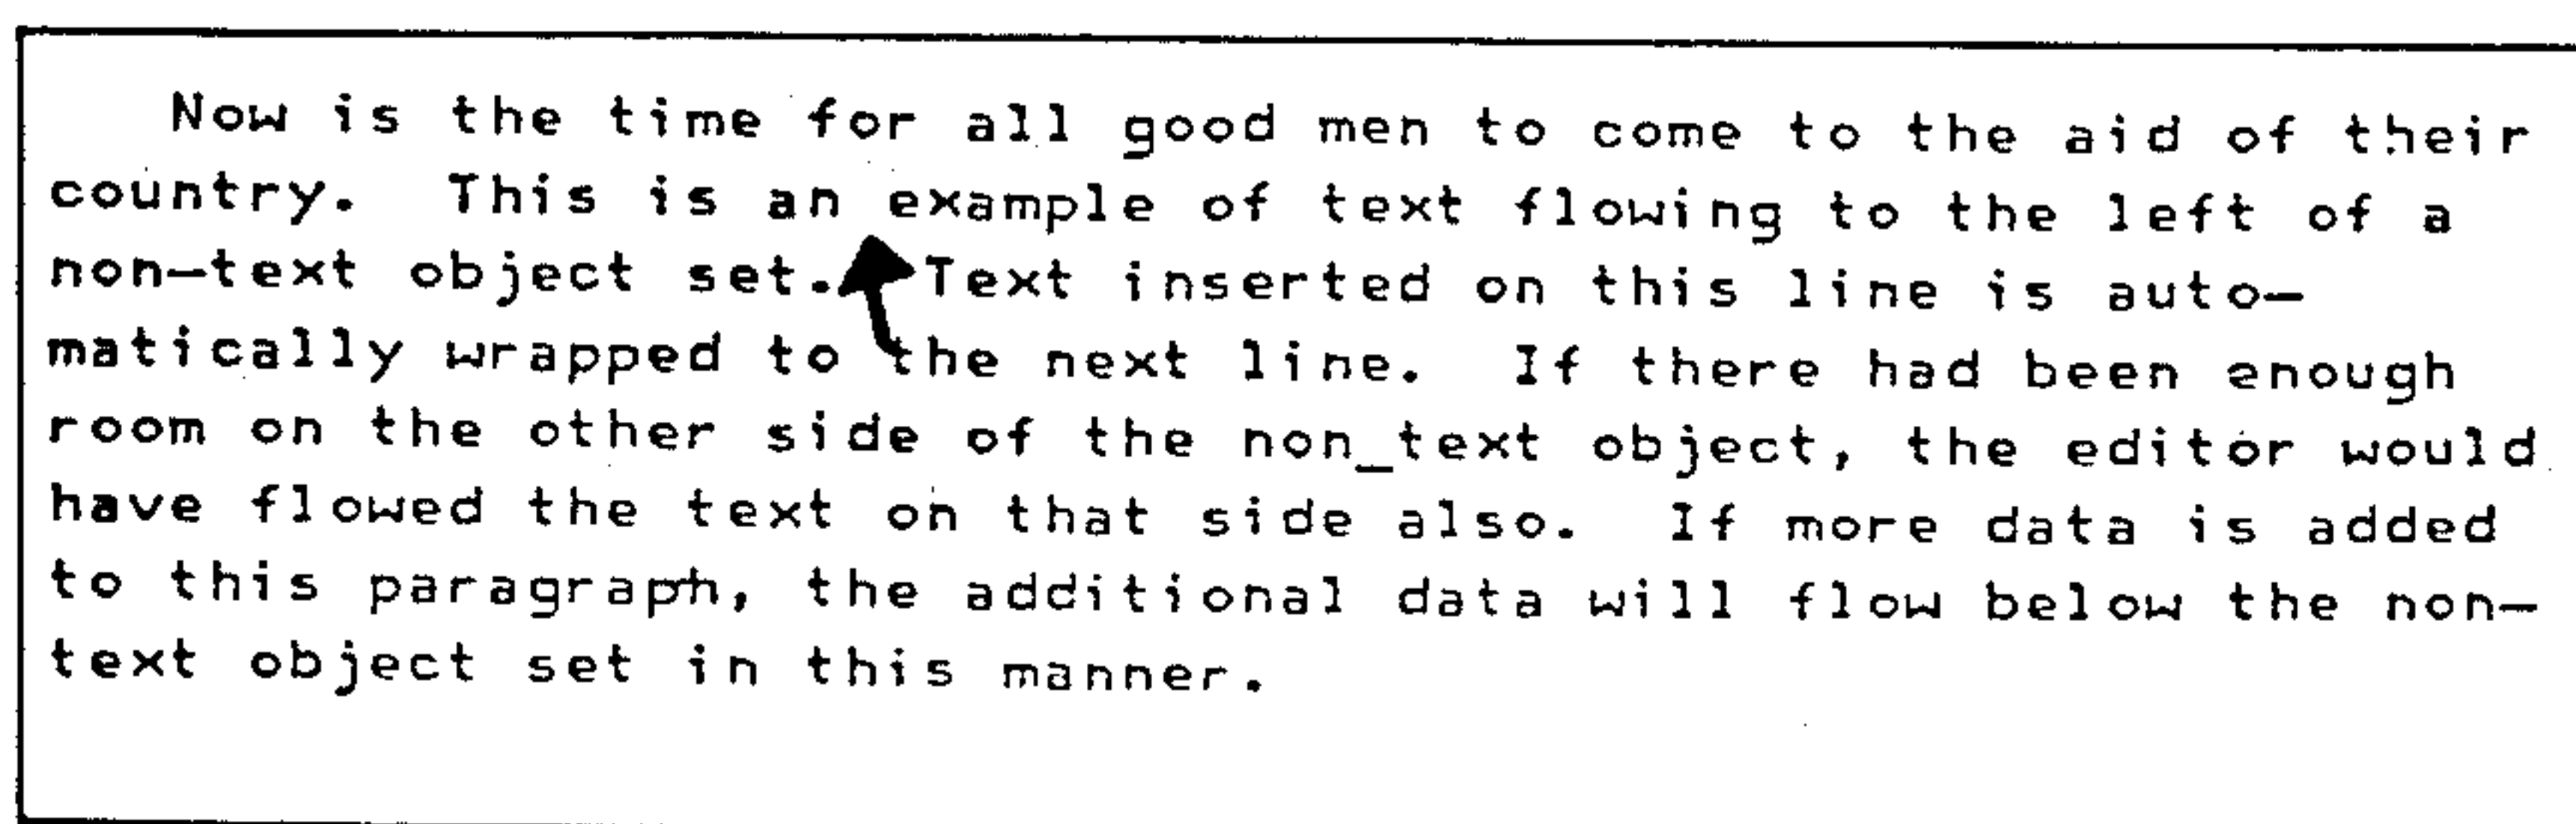 Now is the time for all good men to come to the aid of their
country. This is an example of text flowing to the left of a
non-text object set. Text inserted on this line is auto-
matically wrapped to the next line. If there had been enough
room on the other side of the non_text object, the editor would
have flowed the text on that side also. If more data is added
to this paragraph, the additional data will flow below the non-
text object set in this manner.